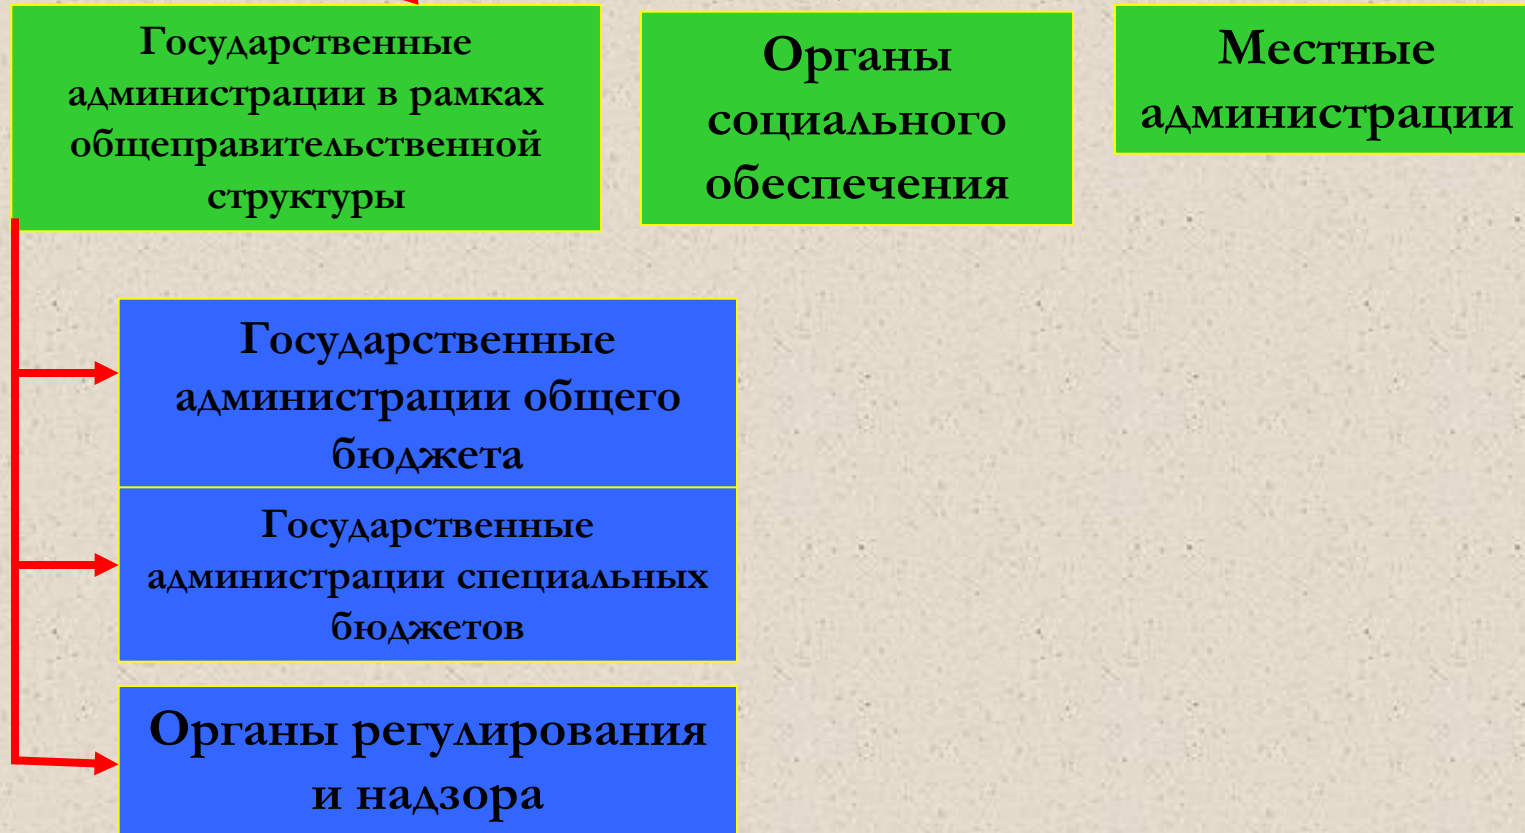 Государственные
администрации в рамках
общеправительственной
структуры
Органы
социального
обеспечения
Местные
администрации
Государственные
администрации общего
бюджета
Государственные
администрации специальных
бюджетов
Органы регулирования
и надзора